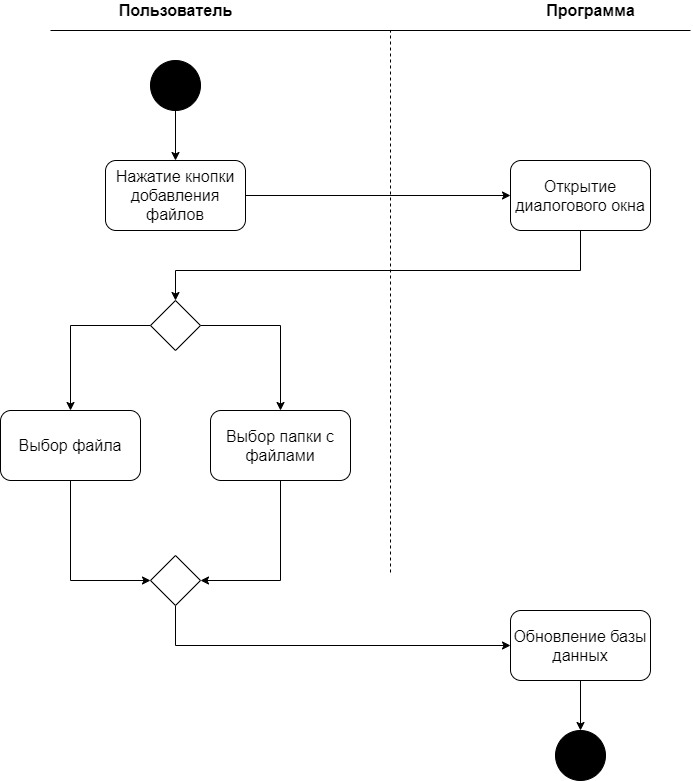 Пользователь
Программа
Нажатие кнопки
добавления
файлов
Открытие
диалогового окна
Выбор файла
Выбор папки с
файлами
Обновление базы
данных